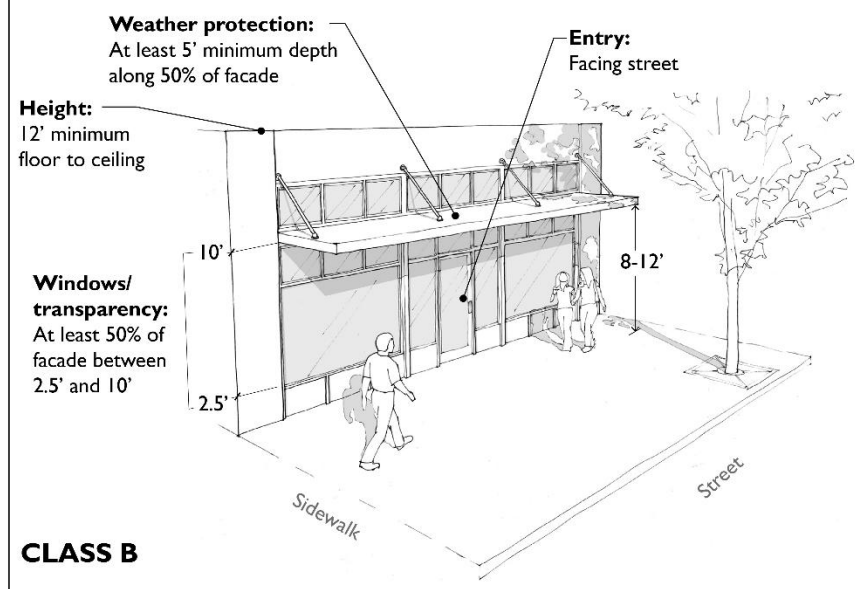 Weather protection:
At least 5’ minimum depth
along 50% of facade
Entry:
Facing street
Height:
12’ minimum
floor to ceiling
10’
Windows/
transparency:
At least 50% of
facade between
2.5’ and 10’
2.5’
8-12’
Sidewalk
Street
CLASS B